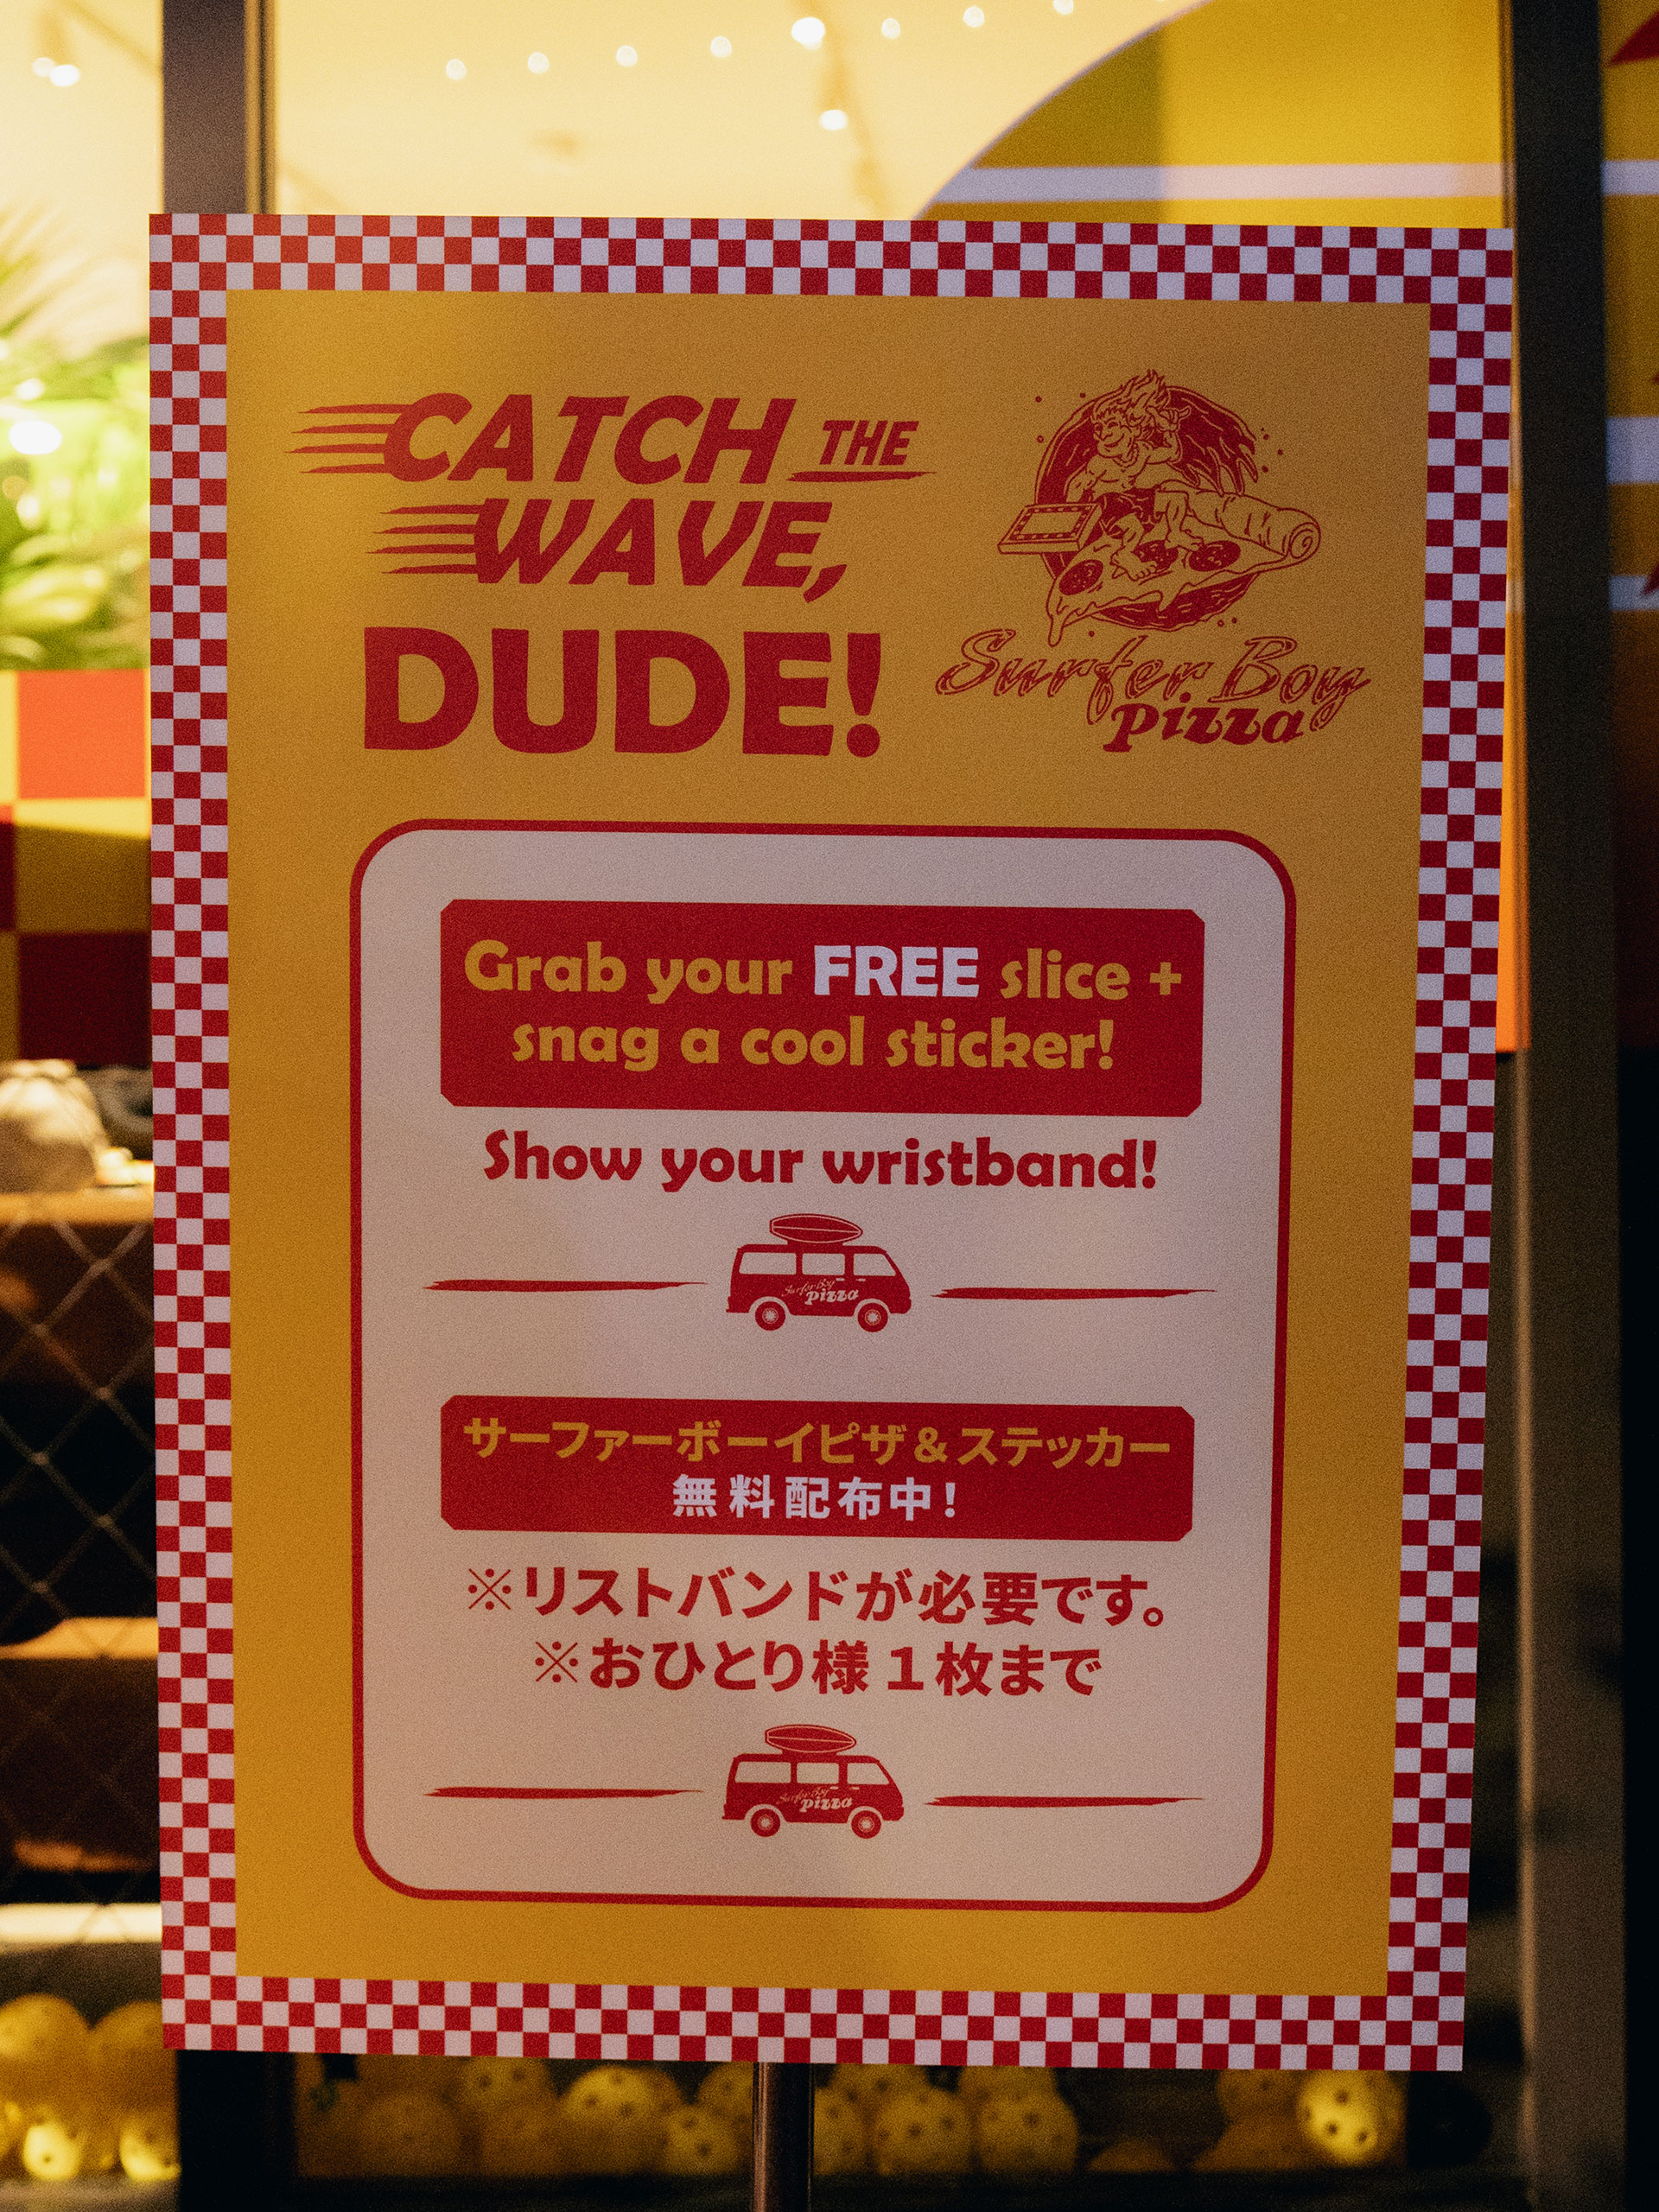 CATCH THE
WAVE,
DUDE!
Surfer Boy
Pizza
Grab your FREE slice +
snag a cool sticker!
Show your wristband!
Surfer Boy
Pizza
サーファーボーイピザ&ステッカー
無料配布中!
※リストバンドが必要です。
※おひとり様1枚まで
Surfer Boy
Pizza